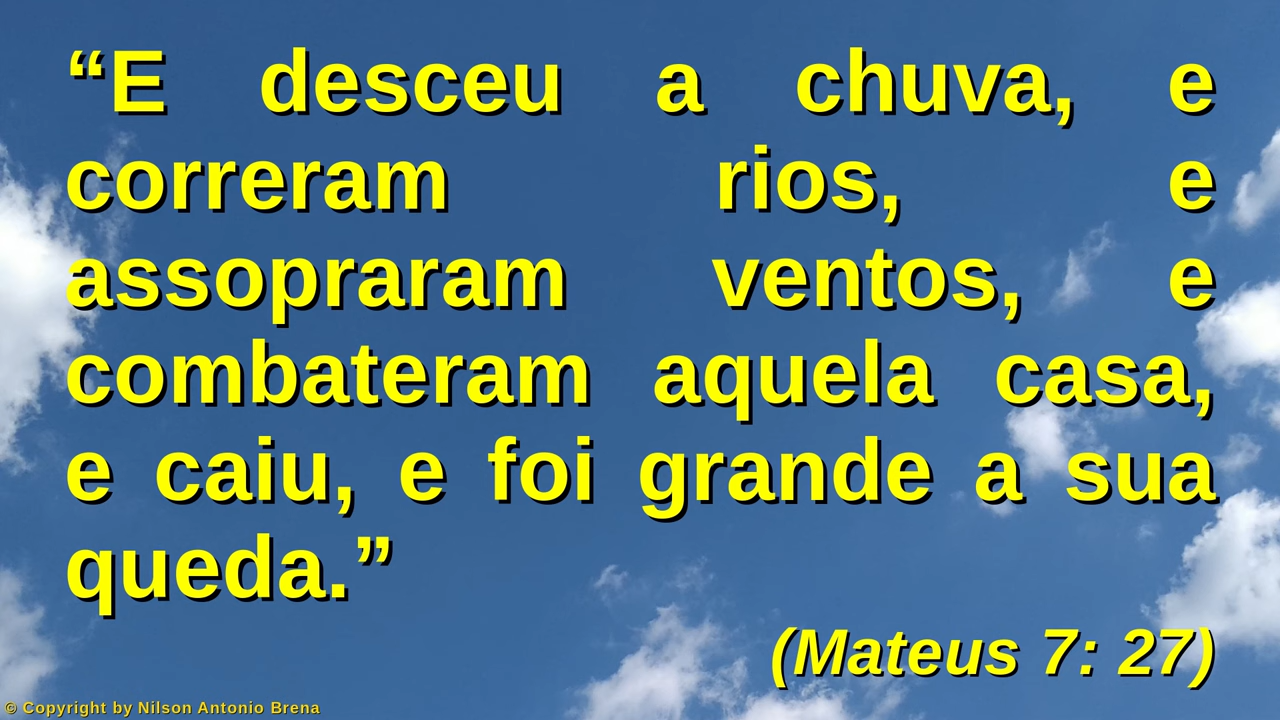 “E desceu a chuva, e
correram rios, e
assopraram ventos, e
combateram aquela casa,
e caiu, e foi grande a sua
queda.”
(Mateus 7: 27)
© Copyright by Nilson Antonio Brena